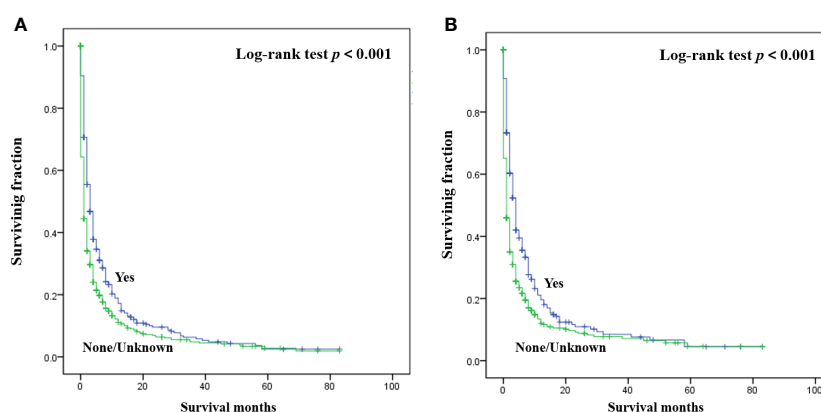 A
Log-rank test p < 0.001
1.0
0.8
0.6
0.4
0.2
0.0
Survivinig fraction
Yes
None/Unknown
0
20
40
60
80
100
Survival months
B
Log-rank test p < 0.001
1.0
0.8
0.6
0.4
0.2
0.0
Surviving fraction
Yes
None/Unknown
0
20
40
60
80
100
Survival months